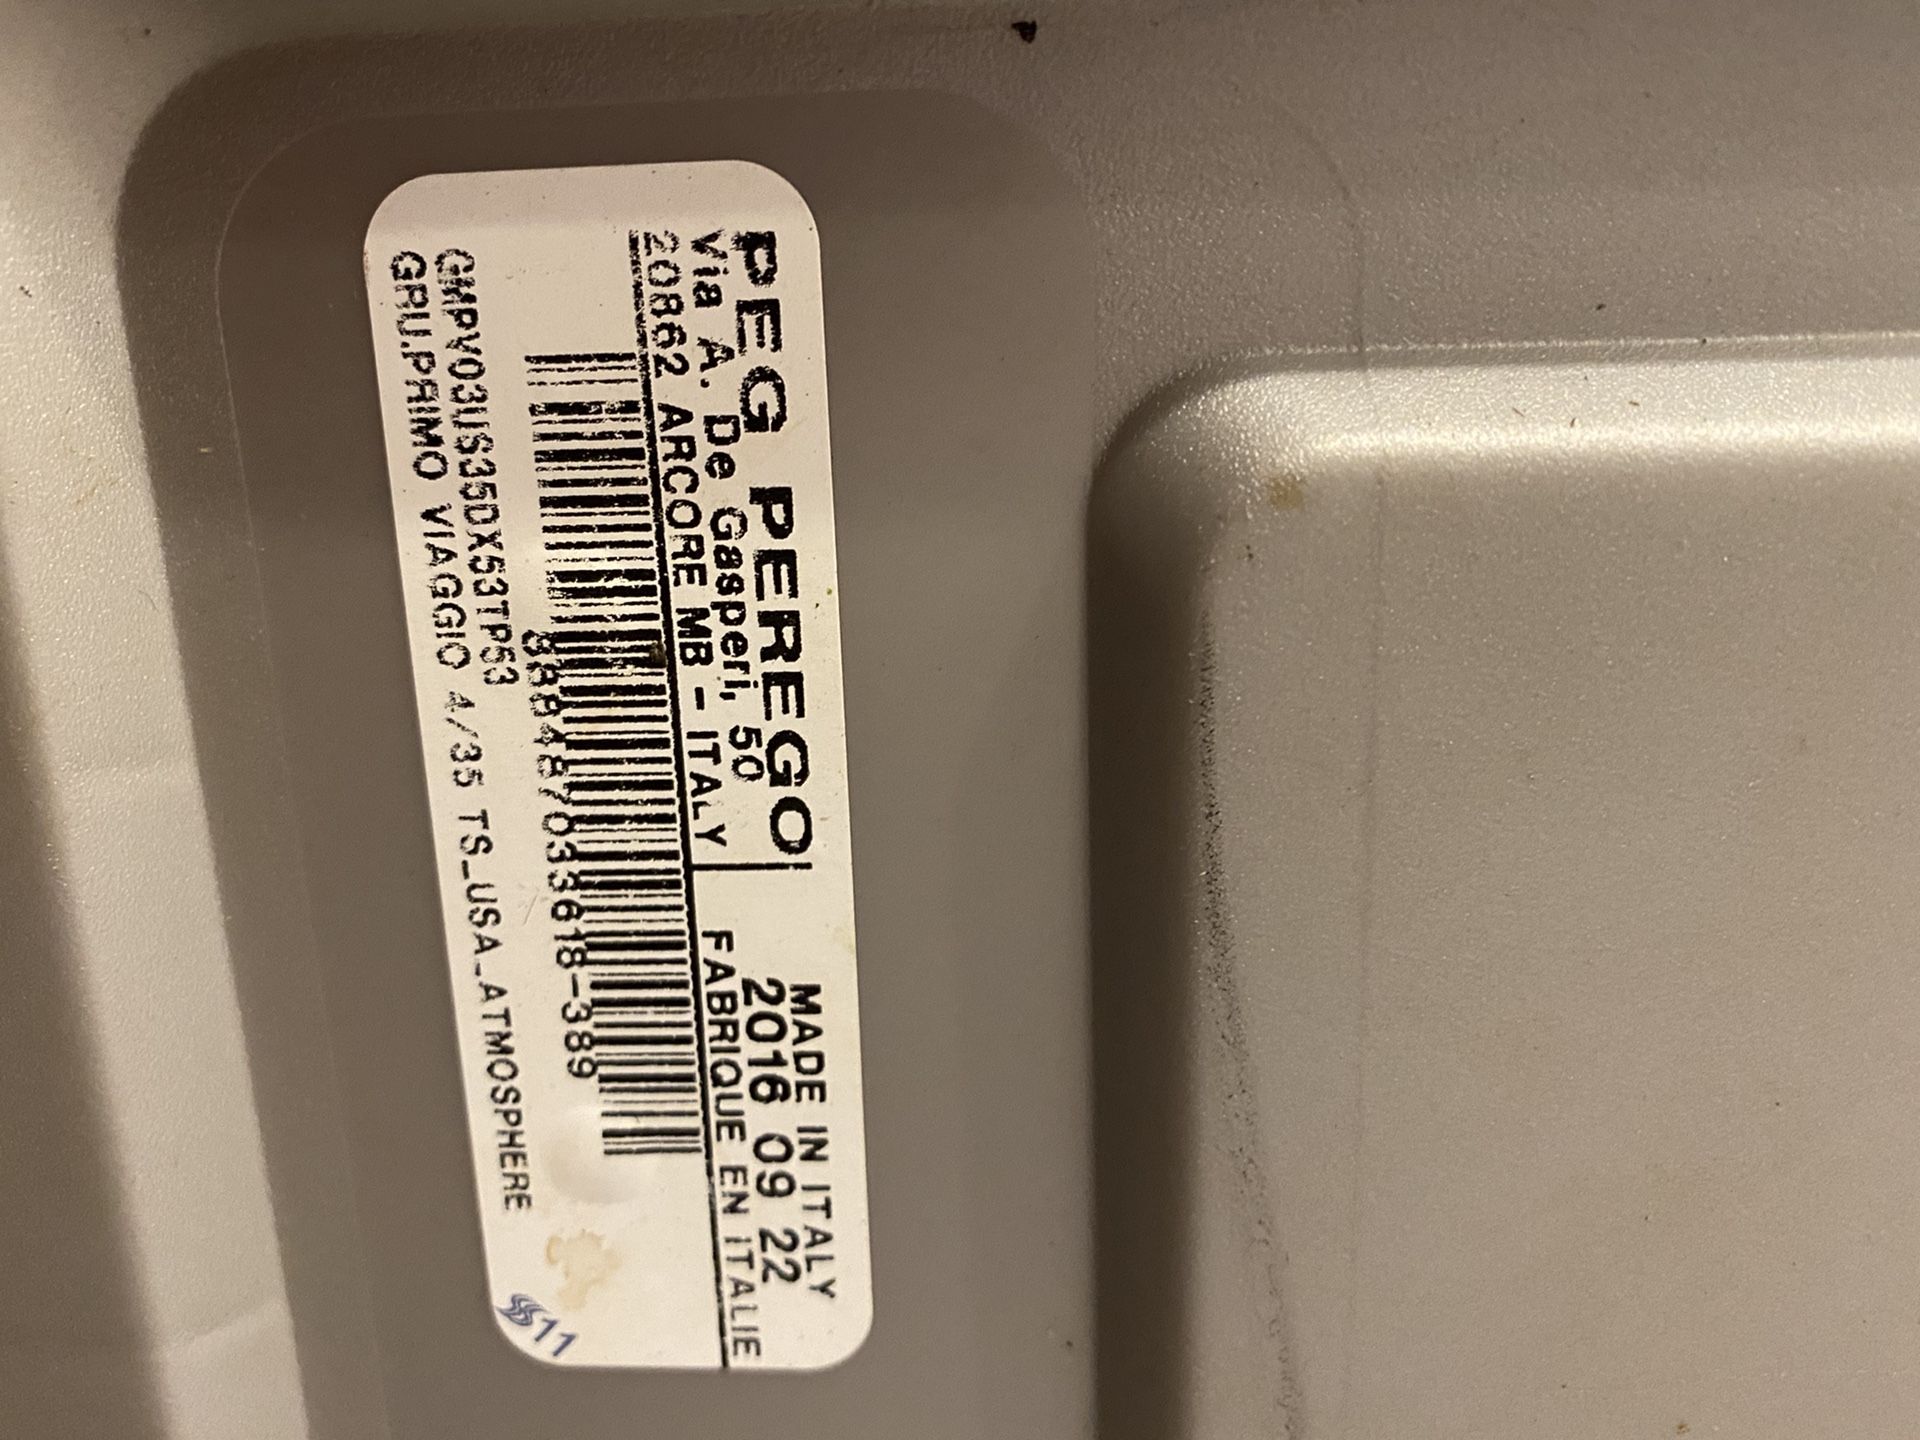 PEG PEREGO
Via A. De Gasperi, 50
20862 ARCORE MB - ITALY
MADE IN ITALY
2016 09 22
FABRIQUE EN ITALIE
888487033618-389
GMPV03US35DX53TP53
GRU.PRIMO VIAGGIO 4/35 TS_USA_ATMOSPHERE
11